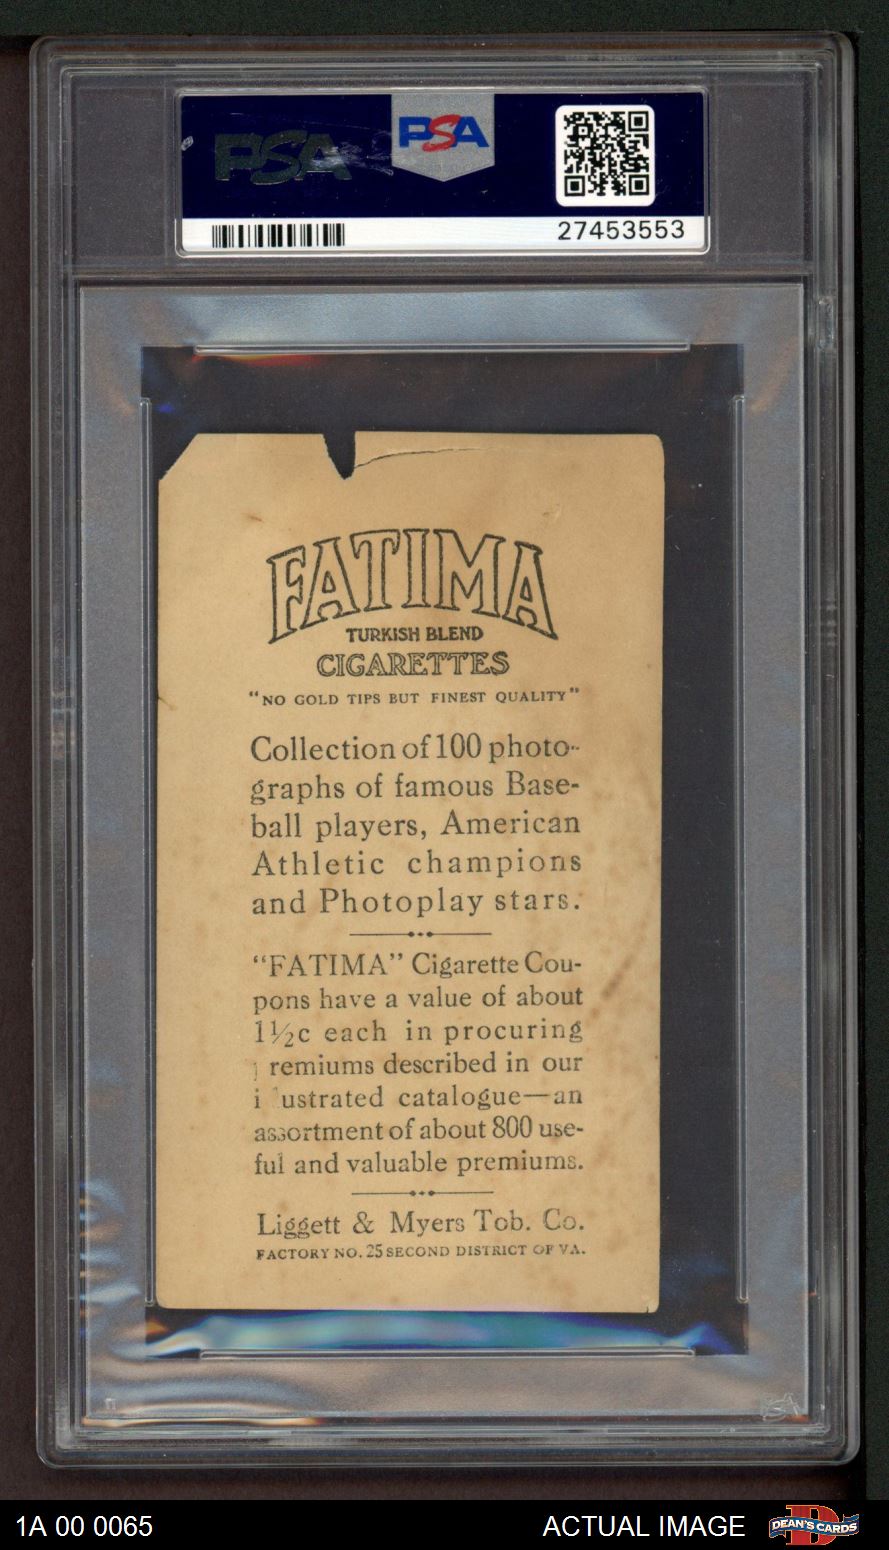 PSA
PSA
27453553
FATIMA
TURKISH BLEND
CIGARETTES
"NO GOLD TIPS BUT FINEST QUALITY"
Collection of 100 photo-
graphs of famous Base-
ball players, American
Athletic champions
and Photoplay stars.
"FATIMA" Cigarette Cou-
pons have a value of about
1½c each in procuring
remiums described in our
i ustrated catalogue—an
assortment of about 800 use-
ful and valuable premiums.
Liggett & Myers Tob. Co.
FACTORY NO. 25 SECOND DISTRICT OF VA.
PSA
1A 00 0065
ACTUAL IMAGE
D
DEAN'S CARDS